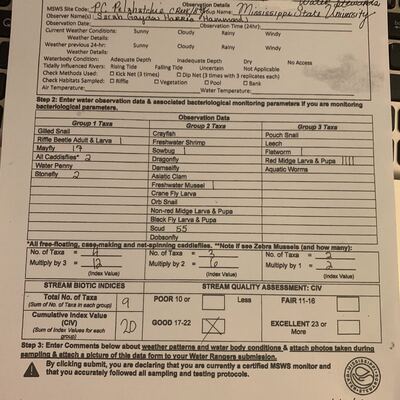 Observation Details
MSWS Site Code: P.C. Pelahatchie Creek
Group Name: Mississippi State University
Observer Name(s)
Observation Date: Observation Time (24hr):
Current Weather Conditions: Sunny Cloudy Rainy Windy
Weather Details:
Weather previous 24-hr: Sunny Cloudy Rainy Windy
Weather Details:
Waterbody Condition: Adequate Depth Inadequate Depth Dry No Access
Tidally Influenced Rivers: Rising Tide Falling Tide Uncertain Not Applicable
Check Methods Used: Kick Net (3 times) Dip Net (3 times with 3 replicates each)
Check Habitats Sampled: Riffle Vegetation Pool Bank
Air Temperature: Water Temperature:
Step 2: Enter water observation data & associated bacteriological monitoring parameters if you are monitoring
bacteriological parameters.
Observation Data
Group 1 Taxa Group 2 Taxa Group 3 Taxa
Gilled Snail Crayfish Pouch Snail
Riffle Beetle Adult & Larva 1 Freshwater Shrimp Leech
Mayfly 19 Sowbug 1 Flatworm 1
All Caddisflies* 2 Dragonfly Red Midge Larva & Pupa ||||
Water Penny Damselfly Aquatic Worms
Stonefly 2 Asiatic Clam
Freshwater Mussel 1
Crane Fly Larva
Orb Snail
Non-red Midge Larva & Pupa
Black Fly Larva & Pupa
Scud 55
Dobsonfly
*All free-floating, case-making and net-spinning caddisflies. **Note if see Zebra Mussels (and how many):
No. of Taxa = 4 No. of Taxa = 3 No. of Taxa = 2
Multiply by 3 = 12 Multiply by 2 = 6 Multiply by 1 = 2
(Index Value) (Index Value) (Index Value)
STREAM BIOTIC INDICES STREAM QUALITY ASSESSMENT: CIV
Total No. of Taxa 9 POOR 10 or Less FAIR 11-16
(Sum of No. of Taxa in each group)
Cumulative Index Value
(CIV) 20 GOOD 17-22 X EXCELLENT 23 or
(Sum of Index Values for each More
group)
Step 3: Enter Comments below about weather patterns and water body conditions & attach photos taken during
sampling & attach a picture of this data form to your Water Rangers submission.
By clicking submit, you are declaring that you are currently a certified MSWS monitor and
that you accurately followed all sampling and testing protocols.